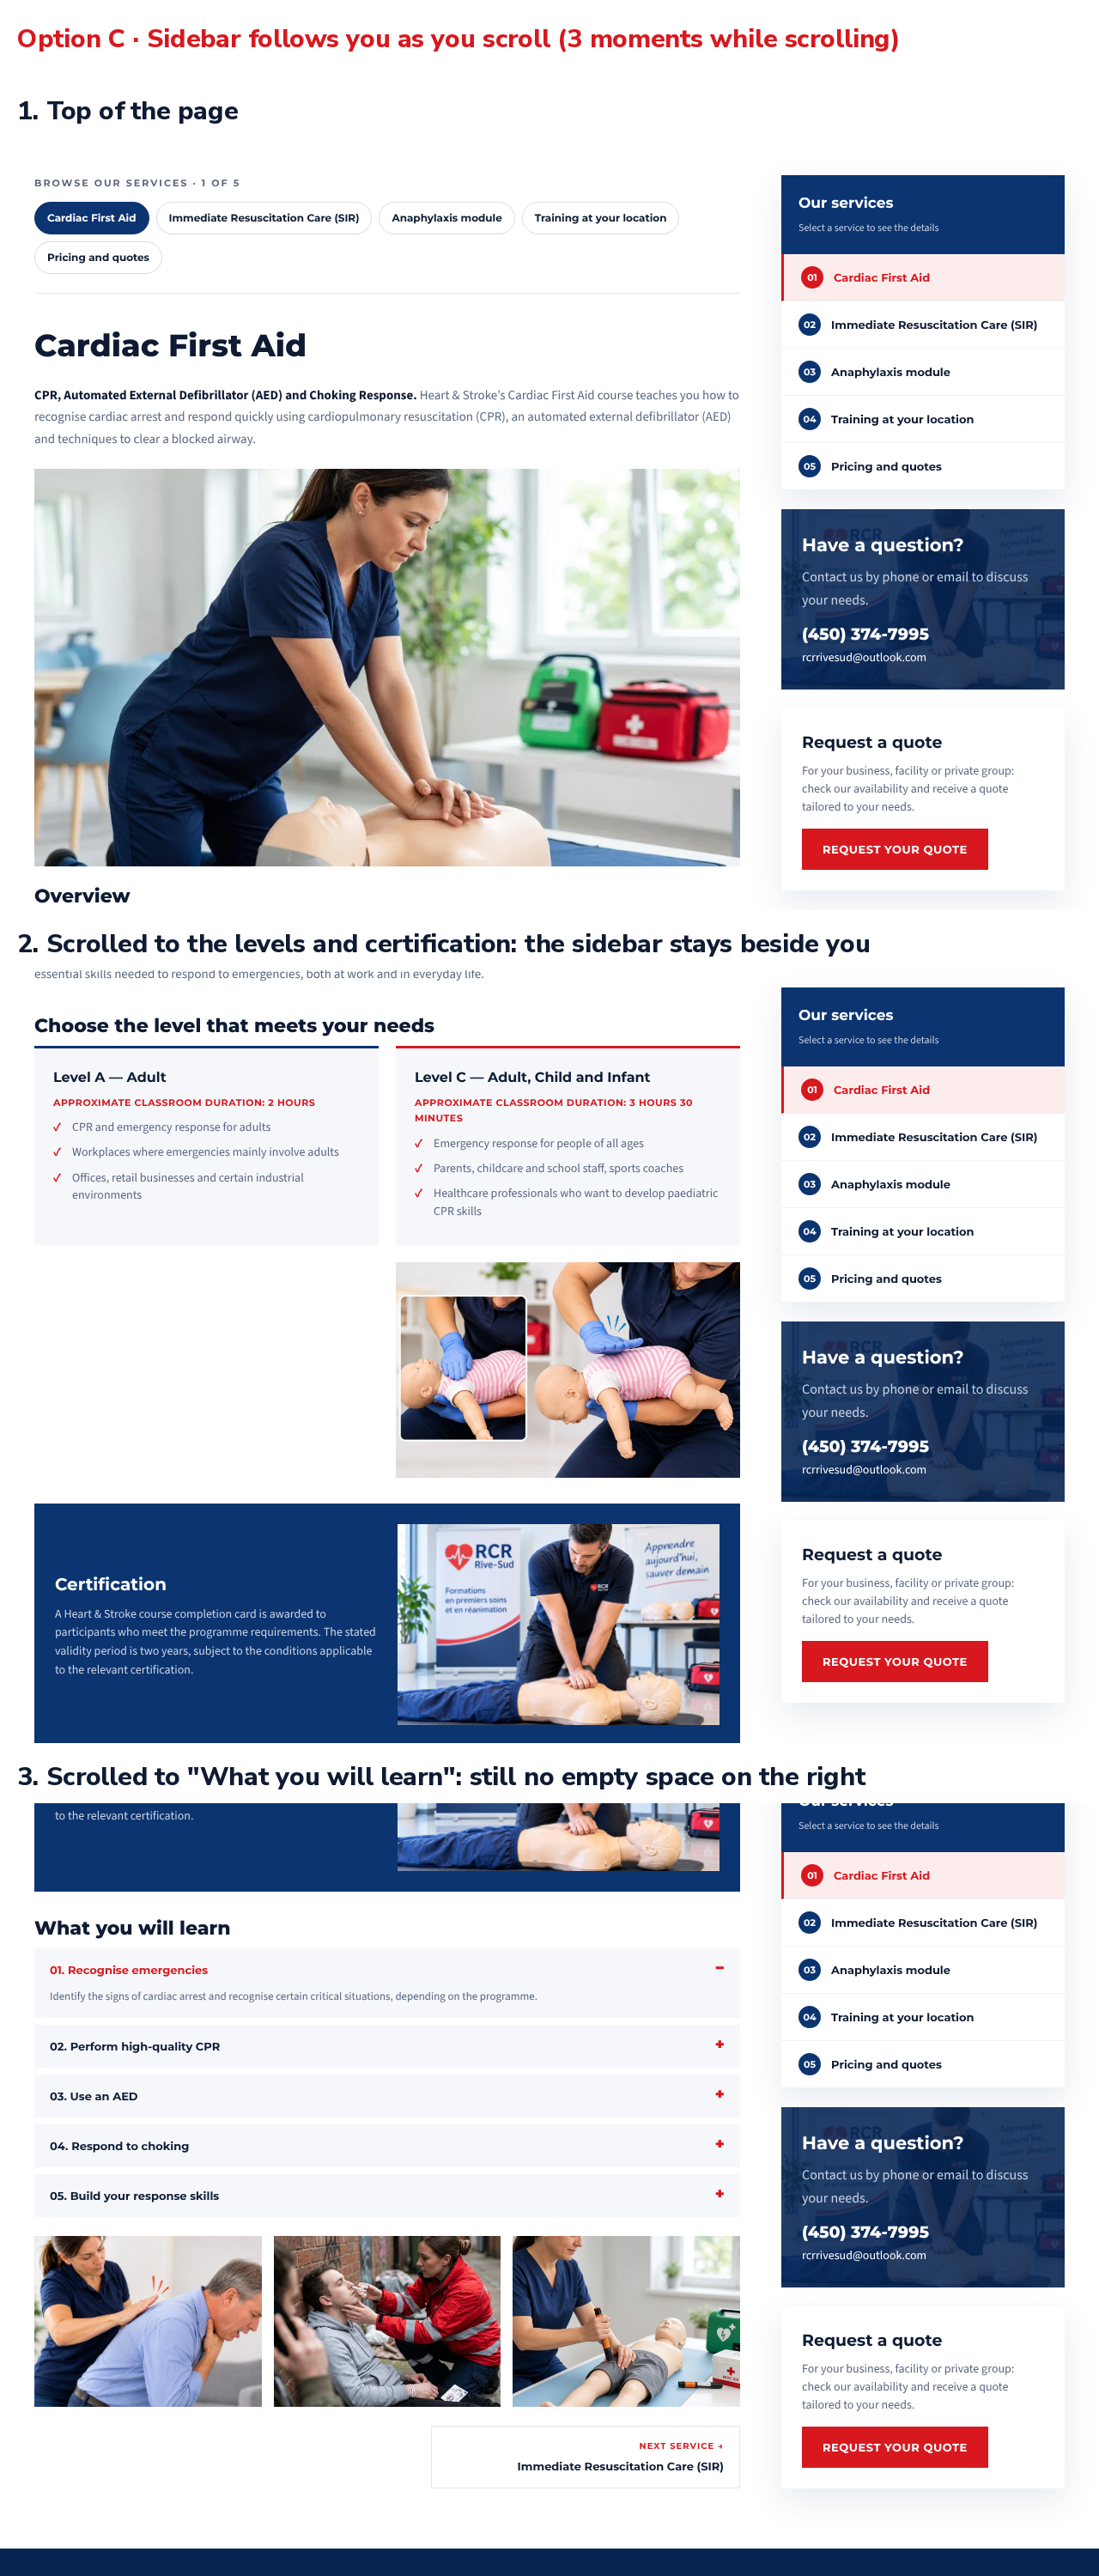 Option C · Sidebar follows you as you scroll (3 moments while scrolling)
1. Top of the page
BROWSE OUR SERVICES · 1 OF 5
Cardiac First Aid
Immediate Resuscitation Care (SIR)
Anaphylaxis module
Training at your location
Pricing and quotes
Cardiac First Aid
CPR, Automated External Defibrillator (AED) and Choking Response. Heart & Stroke's Cardiac First Aid course teaches you how to
recognise cardiac arrest and respond quickly using cardiopulmonary resuscitation (CPR), an automated external defibrillator (AED)
and techniques to clear a blocked airway.
Overview
Our services
Select a service to see the details
01 Cardiac First Aid
02 Immediate Resuscitation Care (SIR)
03 Anaphylaxis module
04 Training at your location
05 Pricing and quotes
Have a question?
Contact us by phone or email to discuss
your needs.
(450) 374-7995
rcrrivesud@outlook.com
Request a quote
For your business, facility or private group:
check our availability and receive a quote
tailored to your needs.
REQUEST YOUR QUOTE
2. Scrolled to the levels and certification: the sidebar stays beside you
essential skills needed to respond to emergencies, both at work and in everyday life.
Choose the level that meets your needs
Level A — Adult
APPROXIMATE CLASSROOM DURATION: 2 HOURS
✓ CPR and emergency response for adults
✓ Workplaces where emergencies mainly involve adults
✓ Offices, retail businesses and certain industrial
environments
Level C — Adult, Child and Infant
APPROXIMATE CLASSROOM DURATION: 3 HOURS 30
MINUTES
✓ Emergency response for people of all ages
✓ Parents, childcare and school staff, sports coaches
✓ Healthcare professionals who want to develop paediatric
CPR skills
Certification
A Heart & Stroke course completion card is awarded to
participants who meet the programme requirements. The stated
validity period is two years, subject to the conditions applicable
to the relevant certification.
RCR
Rive-Sud
Formations
en premiers soins
et en réanimation
Apprendre
aujourd'hui,
sauver demain
RCR
Our services
Select a service to see the details
01 Cardiac First Aid
02 Immediate Resuscitation Care (SIR)
03 Anaphylaxis module
04 Training at your location
05 Pricing and quotes
Have a question?
Contact us by phone or email to discuss
your needs.
(450) 374-7995
rcrrivesud@outlook.com
Request a quote
For your business, facility or private group:
check our availability and receive a quote
tailored to your needs.
REQUEST YOUR QUOTE
3. Scrolled to "What you will learn": still no empty space on the right
to the relevant certification.
What you will learn
01. Recognise emergencies
Identify the signs of cardiac arrest and recognise certain critical situations, depending on the programme.
02. Perform high-quality CPR
03. Use an AED
04. Respond to choking
05. Build your response skills
NEXT SERVICE →
Immediate Resuscitation Care (SIR)
Our services
Select a service to see the details
01 Cardiac First Aid
02 Immediate Resuscitation Care (SIR)
03 Anaphylaxis module
04 Training at your location
05 Pricing and quotes
Have a question?
Contact us by phone or email to discuss
your needs.
(450) 374-7995
rcrrivesud@outlook.com
Request a quote
For your business, facility or private group:
check our availability and receive a quote
tailored to your needs.
REQUEST YOUR QUOTE